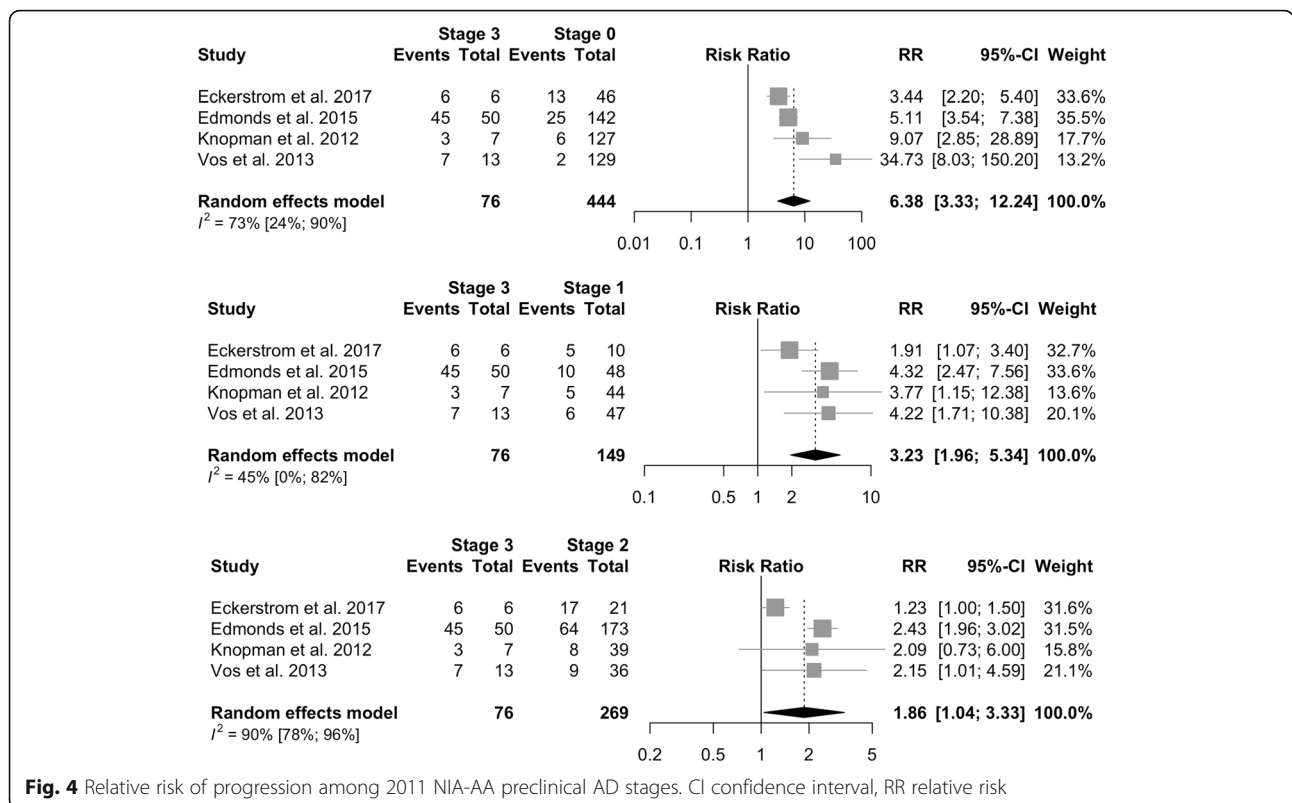 Stage 3 Stage 0
Study Events Total Events Total Risk Ratio RR 95%-CI Weight
Eckerstrom et al. 2017 6 6 13 46 3.44 [2.20; 5.40] 33.6%
Edmonds et al. 2015 45 50 25 142 5.11 [3.54; 7.38] 35.5%
Knopman et al. 2012 3 7 6 127 9.07 [2.85; 28.89] 17.7%
Vos et al. 2013 7 13 2 129 34.73 [8.03; 150.20] 13.2%
Random effects model 76 444 6.38 [3.33; 12.24] 100.0%
I² = 73% [24%; 90%]
0.01 0.1 1 10 100
Stage 3 Stage 1
Study Events Total Events Total Risk Ratio RR 95%-CI Weight
Eckerstrom et al. 2017 6 6 5 10 1.91 [1.07; 3.40] 32.7%
Edmonds et al. 2015 45 50 10 48 4.32 [2.47; 7.56] 33.6%
Knopman et al. 2012 3 7 5 44 3.77 [1.15; 12.38] 13.6%
Vos et al. 2013 7 13 6 47 4.22 [1.71; 10.38] 20.1%
Random effects model 76 149 3.23 [1.96; 5.34] 100.0%
I² = 45% [0%; 82%]
0.1 0.5 1 2 10
Stage 3 Stage 2
Study Events Total Events Total Risk Ratio RR 95%-CI Weight
Eckerstrom et al. 2017 6 6 17 21 1.23 [1.00; 1.50] 31.6%
Edmonds et al. 2015 45 50 64 173 2.43 [1.96; 3.02] 31.5%
Knopman et al. 2012 3 7 8 39 2.09 [0.73; 6.00] 15.8%
Vos et al. 2013 7 13 9 36 2.15 [1.01; 4.59] 21.1%
Random effects model 76 269 1.86 [1.04; 3.33] 100.0%
I² = 90% [78%; 96%]
0.2 0.5 1 2 5
Fig. 4 Relative risk of progression among 2011 NIA-AA preclinical AD stages. CI confidence interval, RR relative risk